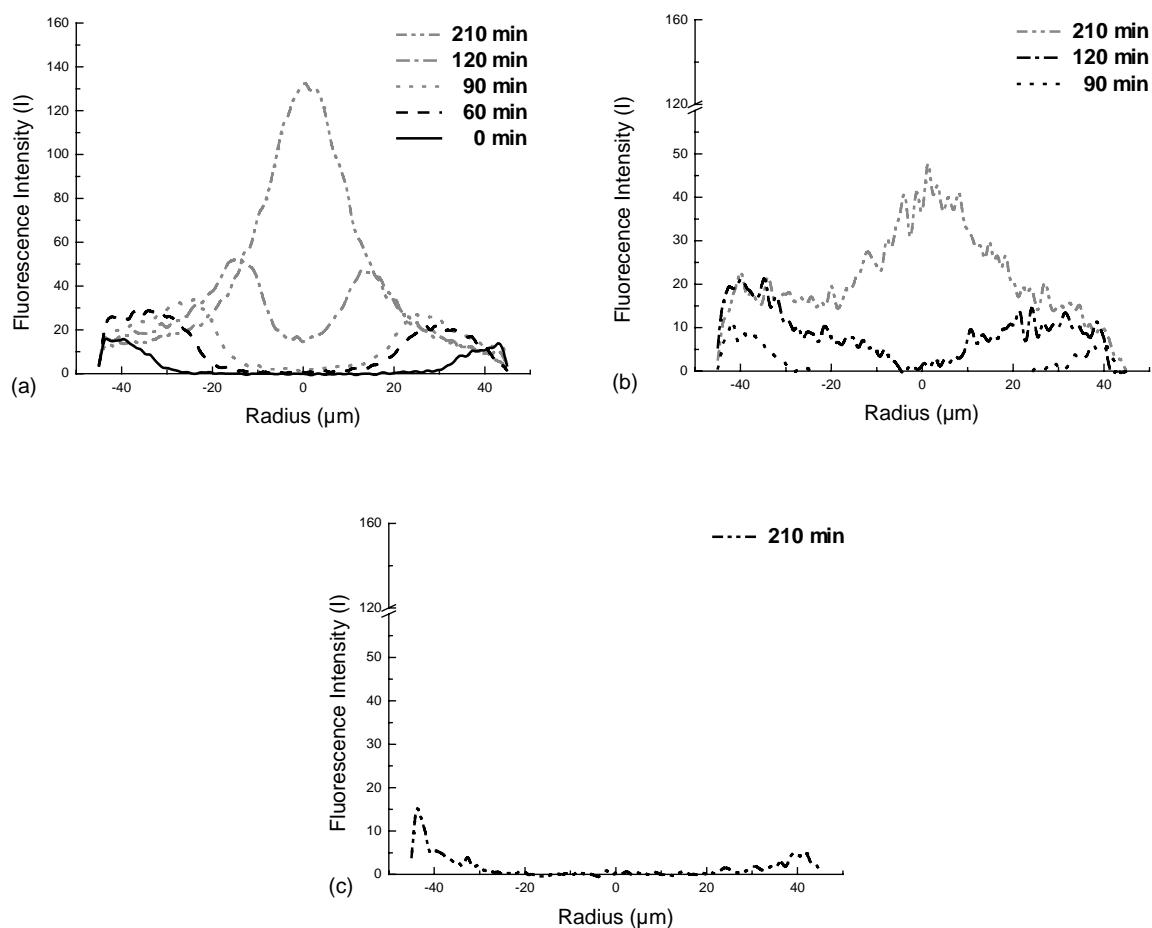 160
140
120
100
80
60
40
20
0
Fluorescence Intensity (I)
210 min
120 min
90 min
60 min
0 min
-40 -20 0 20 40
Radius (µm)
(a)
160
120
50
40
30
20
10
0
Fluorecence Intensity (I)
210 min
120 min
90 min
-40 -20 0 20 40
Radius (µm)
(b)
160
120
50
40
30
20
10
0
Fluorescence Intensity (I)
210 min
-40 -20 0 20 40
Radius (µm)
(c)